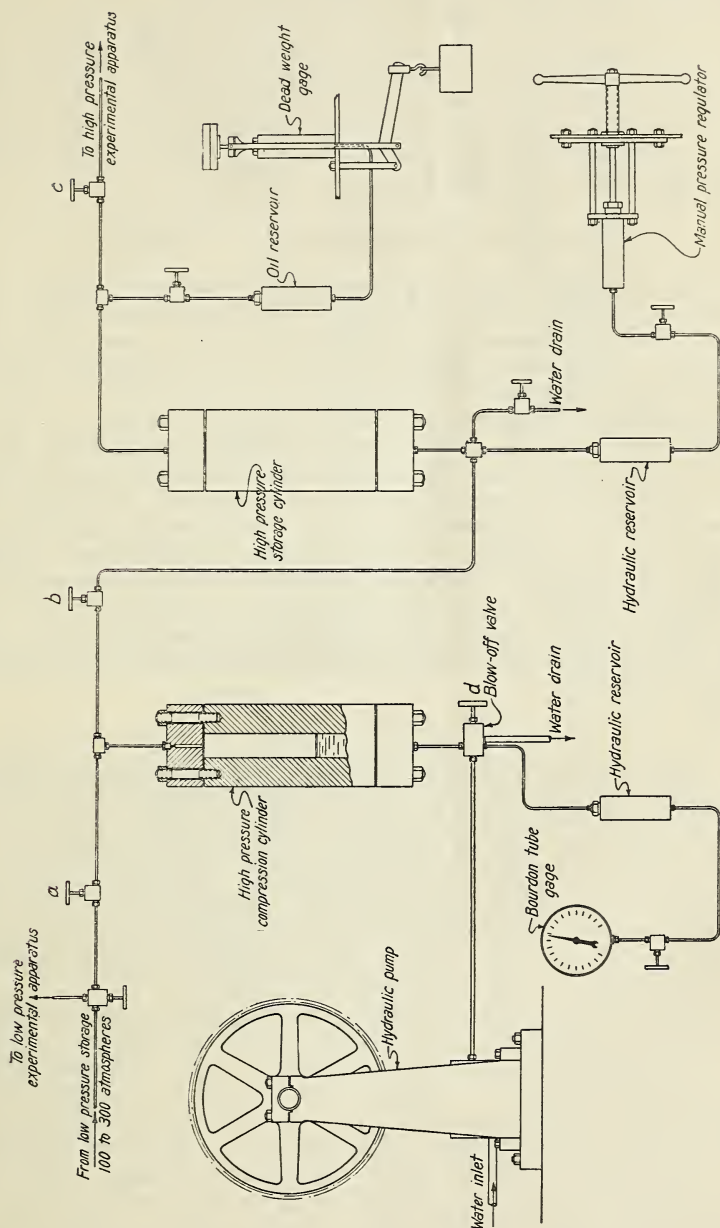 To low pressure
experimental apparatus
From low pressure storage
100 to 300 atmospheres
a
b
c
To high pressure
experimental apparatus
High pressure
compression cylinder
High pressure
storage cylinder
Oil reservoir
Dead weight
gage
Hydraulic pump
Water inlet
d
Blow-off valve
Water drain
Water drain
Bourdon tube
gage
Hydraulic reservoir
Hydraulic reservoir
Manual pressure regulator